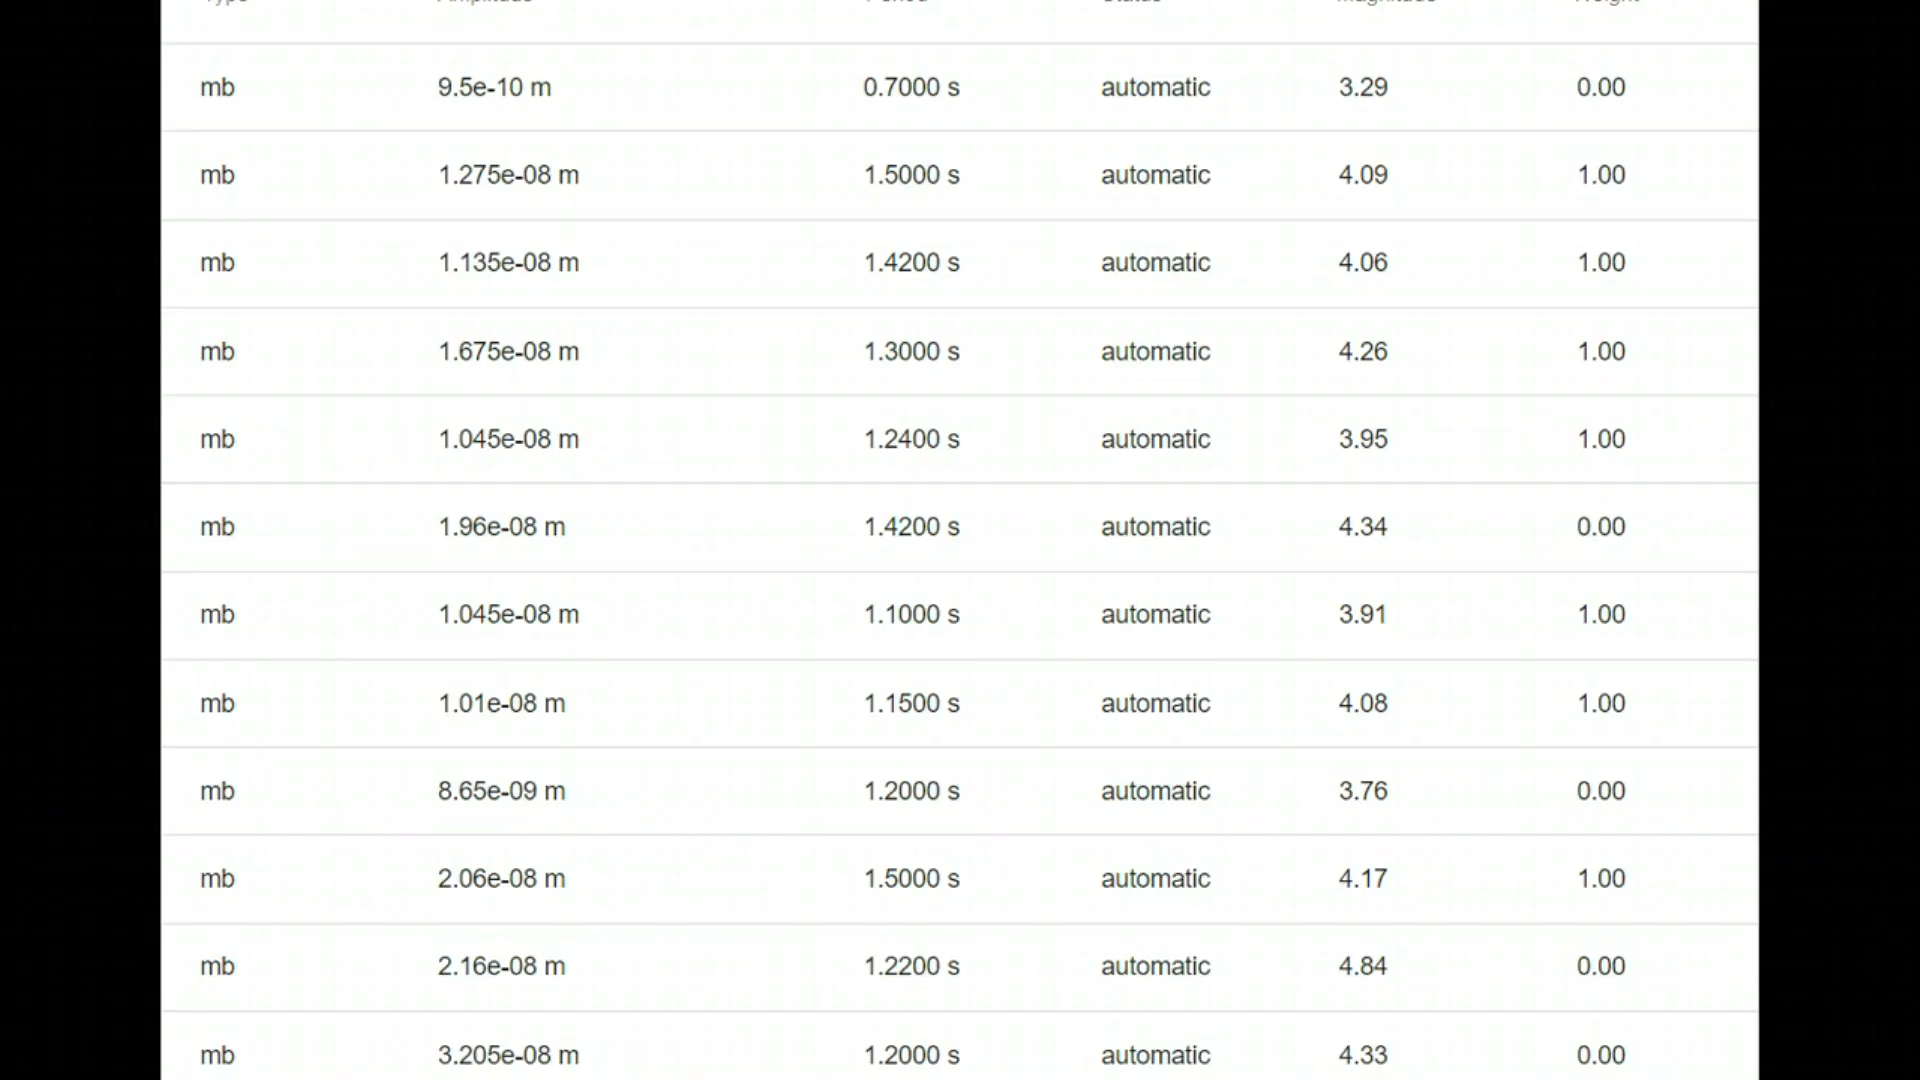 Type Amplitude Period Status Magnitude Weight
mb 9.5e-10 m 0.7000 s automatic 3.29 0.00
mb 1.275e-08 m 1.5000 s automatic 4.09 1.00
mb 1.135e-08 m 1.4200 s automatic 4.06 1.00
mb 1.675e-08 m 1.3000 s automatic 4.26 1.00
mb 1.045e-08 m 1.2400 s automatic 3.95 1.00
mb 1.96e-08 m 1.4200 s automatic 4.34 0.00
mb 1.045e-08 m 1.1000 s automatic 3.91 1.00
mb 1.01e-08 m 1.1500 s automatic 4.08 1.00
mb 8.65e-09 m 1.2000 s automatic 3.76 0.00
mb 2.06e-08 m 1.5000 s automatic 4.17 1.00
mb 2.16e-08 m 1.2200 s automatic 4.84 0.00
mb 3.205e-08 m 1.2000 s automatic 4.33 0.00